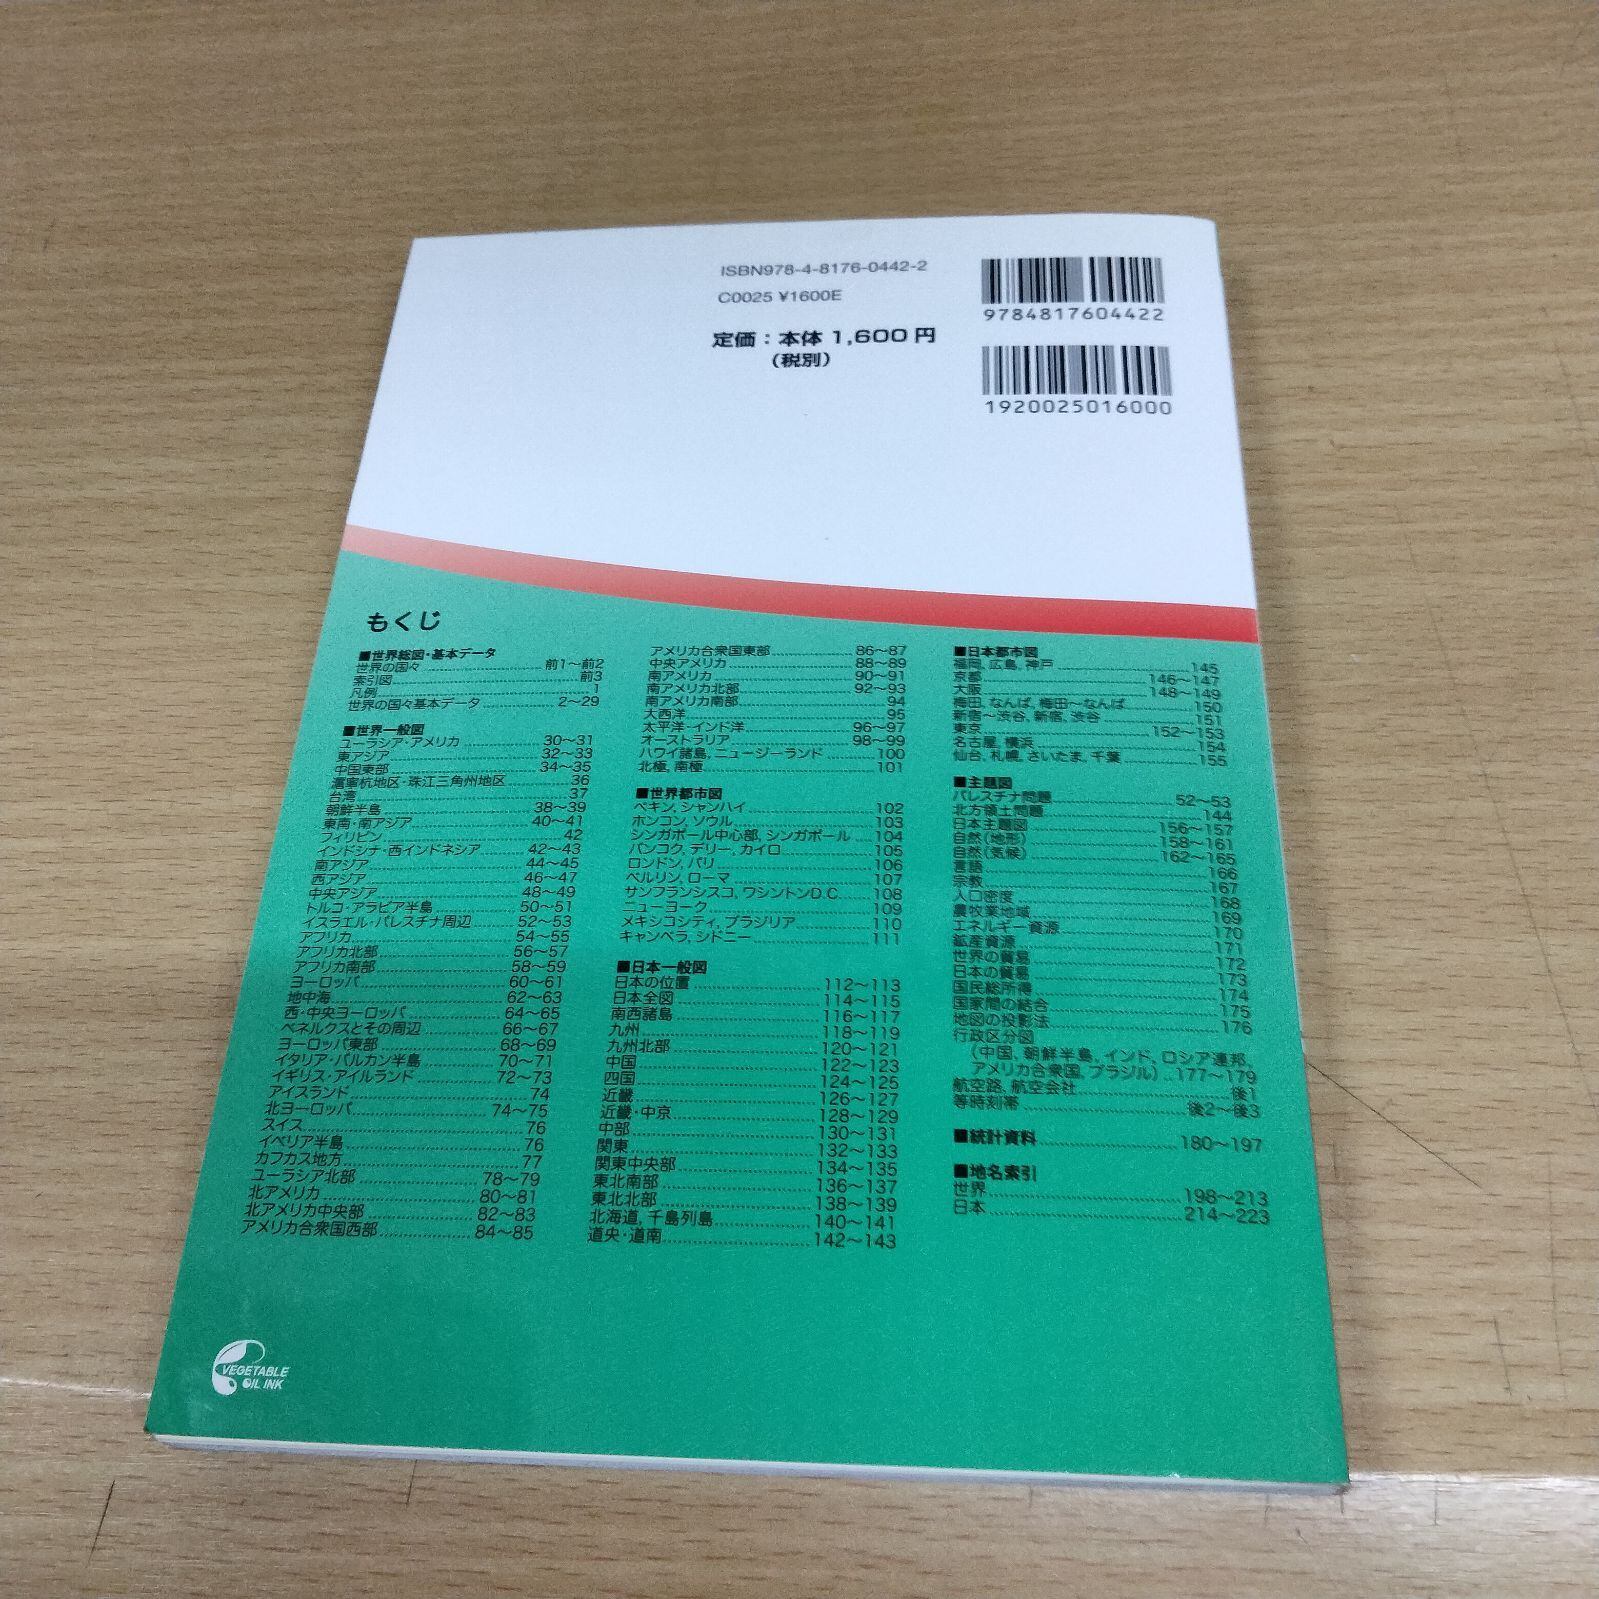 ISBN978-4-8176-0442-2
C0025 ¥1600E
定価：本体 1,600 円
（税別）
9784817604422
1920025016000
もくじ
■世界総図・基本データ
世界の国々 前1～前2
索引図 前3
凡例 1
世界の国々基本データ 2～29
■世界一般図
ユーラシア・アメリカ 30～31
東アジア 32～33
中国東部 34～35
滬寧杭地区・珠江三角州地区 36
台湾 37
朝鮮半島 38～39
東南・南アジア 40～41
フィリピン 42
インドシナ・西インドネシア 42～43
南アジア 44～45
西アジア 46～47
中央アジア 48～49
トルコ・アラビア半島 50～51
イスラエル・パレスチナ周辺 52～53
アフリカ 54～55
アフリカ北部 56～57
アフリカ南部 58～59
ヨーロッパ 60～61
地中海 62～63
西・中央ヨーロッパ 64～65
ベネルクスとその周辺 66～67
ヨーロッパ東部 68～69
イタリア・バルカン半島 70～71
イギリス・アイルランド 72～73
アイスランド 74
北ヨーロッパ 74～75
スイス 76
イベリア半島 76
カフカス地方 77
ユーラシア北部 78～79
北アメリカ 80～81
北アメリカ中央部 82～83
アメリカ合衆国西部 84～85
アメリカ合衆国東部 86～87
中央アメリカ 88～89
南アメリカ 90～91
南アメリカ北部 92～93
南アメリカ南部 94
大西洋 95
太平洋・インド洋 96～97
オーストラリア 98～99
ハワイ諸島, ニュージーランド 100
北極, 南極 101
■世界都市図
ペキン, シャンハイ 102
ホンコン, ソウル 103
シンガポール中心部, シンガポール 104
バンコク, デリー, カイロ 105
ロンドン, パリ 106
ベルリン, ローマ 107
サンフランシスコ, ワシントンD.C. 108
ニューヨーク 109
メキシコシティ, ブラジリア 110
キャンベラ, シドニー 111
■日本一般図
日本の位置 112～113
日本全図 114～115
南西諸島 116～117
九州 118～119
九州北部 120～121
中国 122～123
四国 124～125
近畿 126～127
近畿・中京 128～129
中部 130～131
関東 132～133
関東中央部 134～135
東北南部 136～137
東北北部 138～139
北海道, 千島列島 140～141
道央・道南 142～143
■日本都市図
福岡, 広島, 神戸 145
京都 146～147
大阪 148～149
梅田, なんば, 梅田～なんば 150
新宿～渋谷, 新宿, 渋谷 151
東京 152～153
名古屋, 横浜 154
仙台, 札幌, さいたま, 千葉 155
■主題図
パレスチナ問題 52～53
北方領土問題 144
日本主題図 156～157
自然（地形） 158～161
自然（気候） 162～165
言語 166
宗教 167
人口密度 168
農牧業地域 169
エネルギー資源 170
鉱産資源 171
世界の貿易 172
日本の貿易 173
国民総所得 174
国家間の結合 175
地図の投影法 176
行政区分図
（中国, 朝鮮半島, インド, ロシア連邦,
アメリカ合衆国, ブラジル） 177～179
航空路, 航空会社 後1
等時刻帯 後2～後3
■統計資料 180～197
■地名索引
世界 198～213
日本 214～223
VEGETABLE
OIL INK